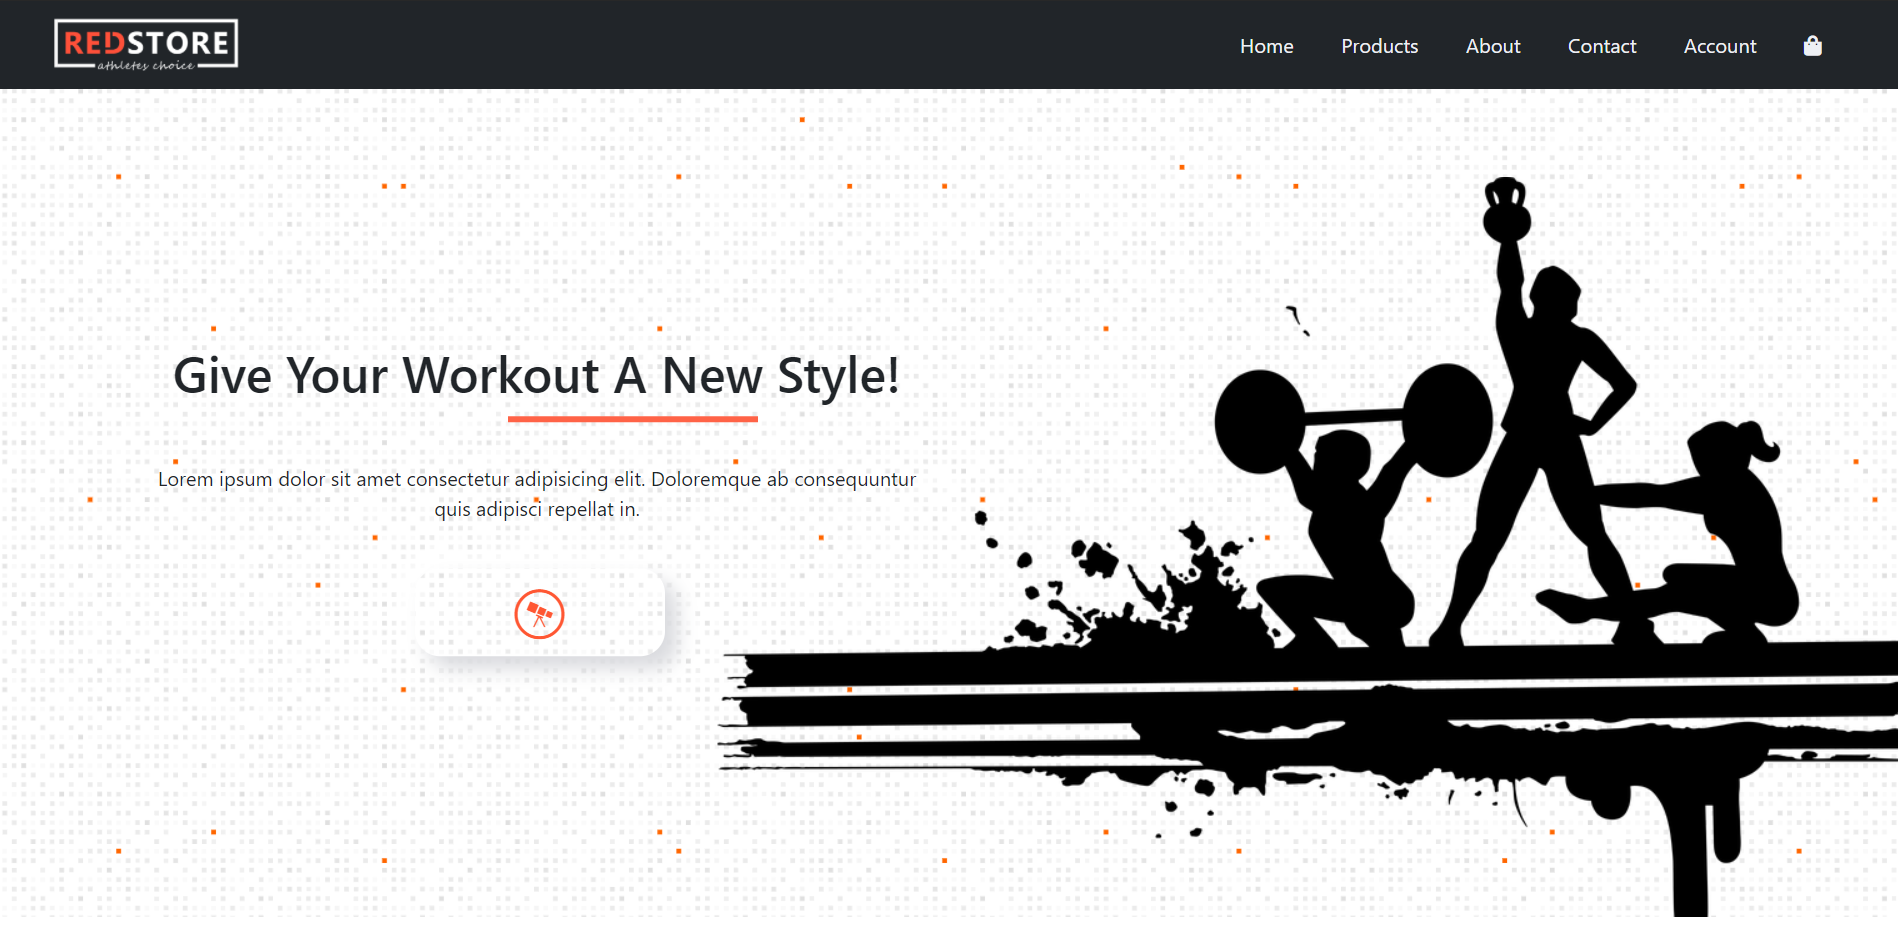 REDSTORE
athletes choice
Home Products About Contact Account
Give Your Workout A New Style!
Lorem ipsum dolor sit amet consectetur adipisicing elit. Doloremque ab consequuntur
quis adipisci repellat in.